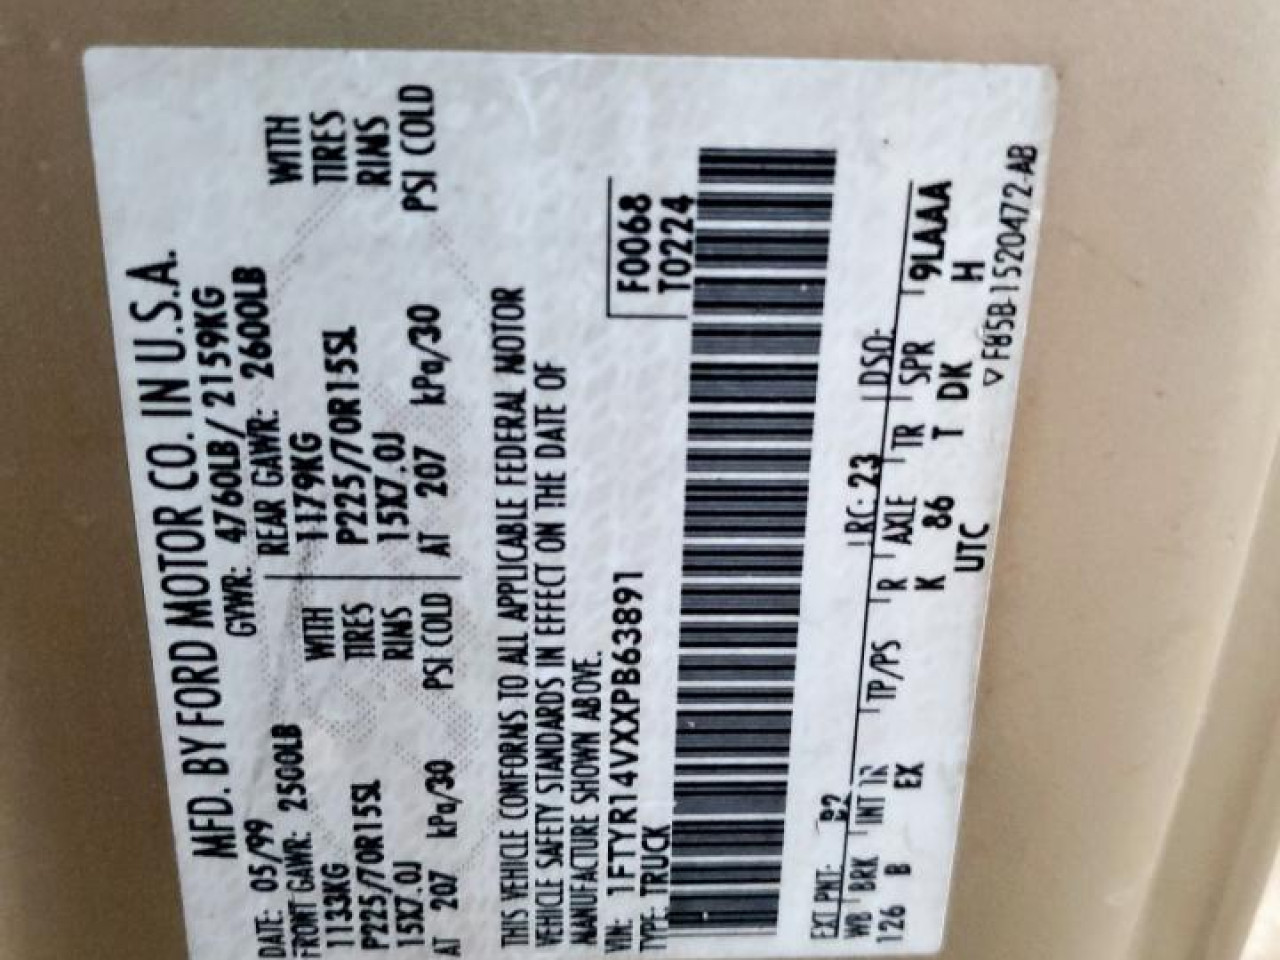 MFD. BY FORD MOTOR CO. IN U.S.A.
DATE: 05/99 GVWR: 4760LB/ 2159KG
FRONT GAWR: 2500LB REAR GAWR: 2600LB
1133KG WITH 1179KG WITH
P225/70R15SL TIRES P225/70R15SL TIRES
15X7.0J RIMS 15X7.0J RIMS
AT 207 kPa/30 PSI COLD AT 207 kPa/30 PSI COLD
THIS VEHICLE CONFORMS TO ALL APPLICABLE FEDERAL MOTOR
VEHICLE SAFETY STANDARDS IN EFFECT ON THE DATE OF
MANUFACTURE SHOWN ABOVE.
VIN: 1FTYR14VXXPB63891 F0068
TYPE: TRUCK T0224
EXT PNT: B2 RC: 23 DSO:
WB BRK INT TR TP/PS R AXLE TR SPR 9LAAA
126 B EX K 86 T DK H
UTC
▽ F85B-1520472-AB